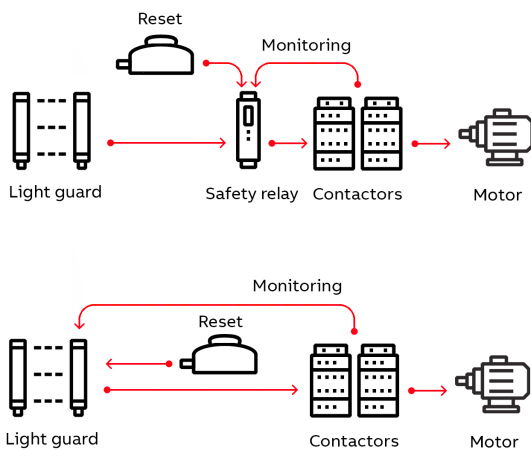 Reset
Monitoring
Light guard
Safety relay
Contactors
Motor
Monitoring
Reset
Light guard
Contactors
Motor